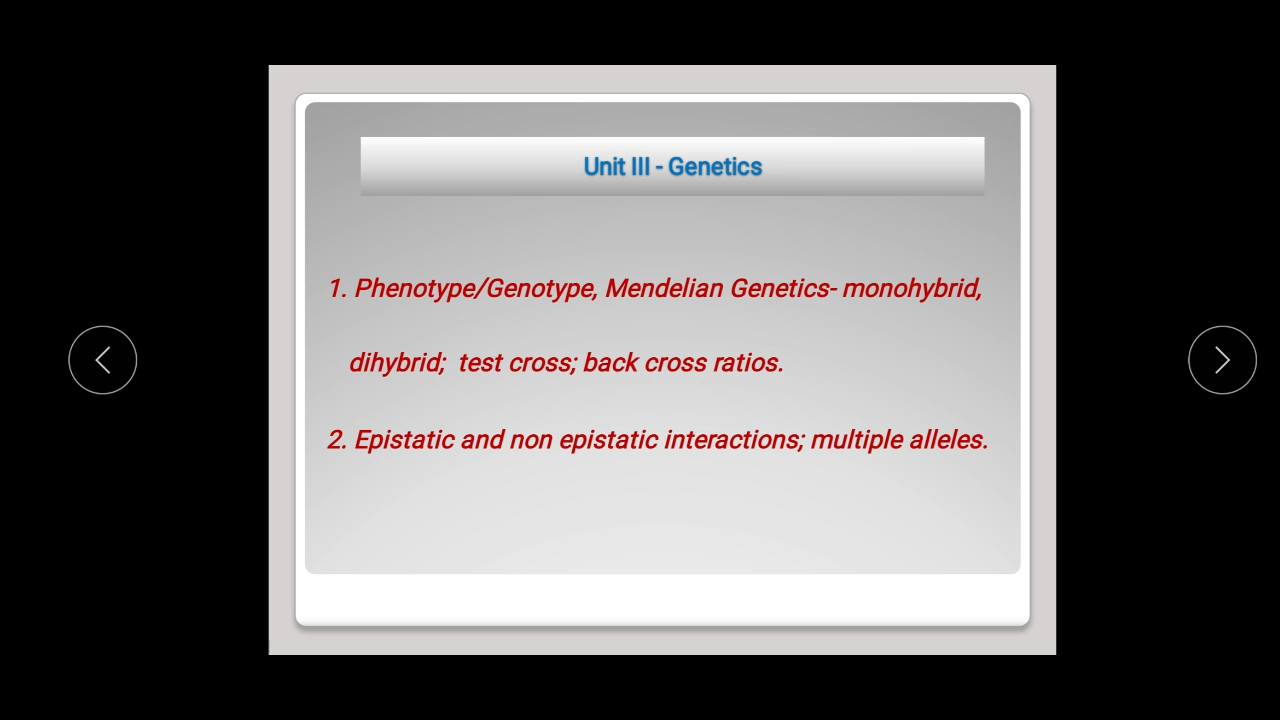 Unit III - Genetics
1. Phenotype/Genotype, Mendelian Genetics- monohybrid,
dihybrid;  test cross; back cross ratios.
2. Epistatic and non epistatic interactions; multiple alleles.